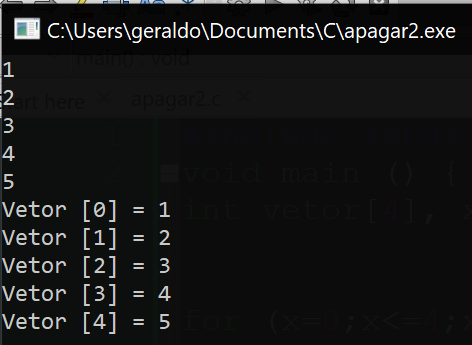 C:\Users\geraldo\Documents\C\apagar2.exe
main() void
1
2
art here apagar2.c
3
4
void main () {
5
Vetor [0] = 1
int vetor[4],
Vetor [1] = 2
Vetor [2] = 3
Vetor [3] = 4
Vetor [4] = 5
for (x=0;x<=4;x